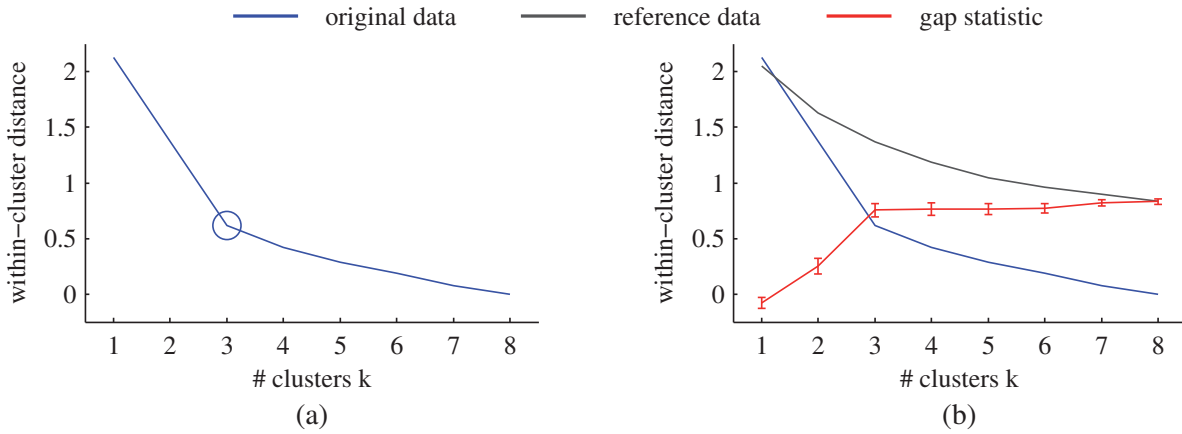 original data reference data gap statistic
within−cluster distance
2
1.5
1
0.5
0
1 2 3 4 5 6 7 8
# clusters k
(a)
within−cluster distance
2
1.5
1
0.5
0
1 2 3 4 5 6 7 8
# clusters k
(b)